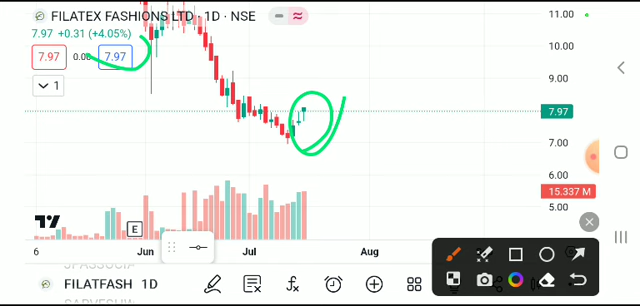 FILATEX FASHIONS LTD · 1D · NSE
7.97 +0.31 (+4.05%)
7.97 0.00 7.97
1
11.00
10.00
9.00
7.97
7.00
15.337 M
5.00
E
6 Jun Jul Aug
FILATFASH 1D